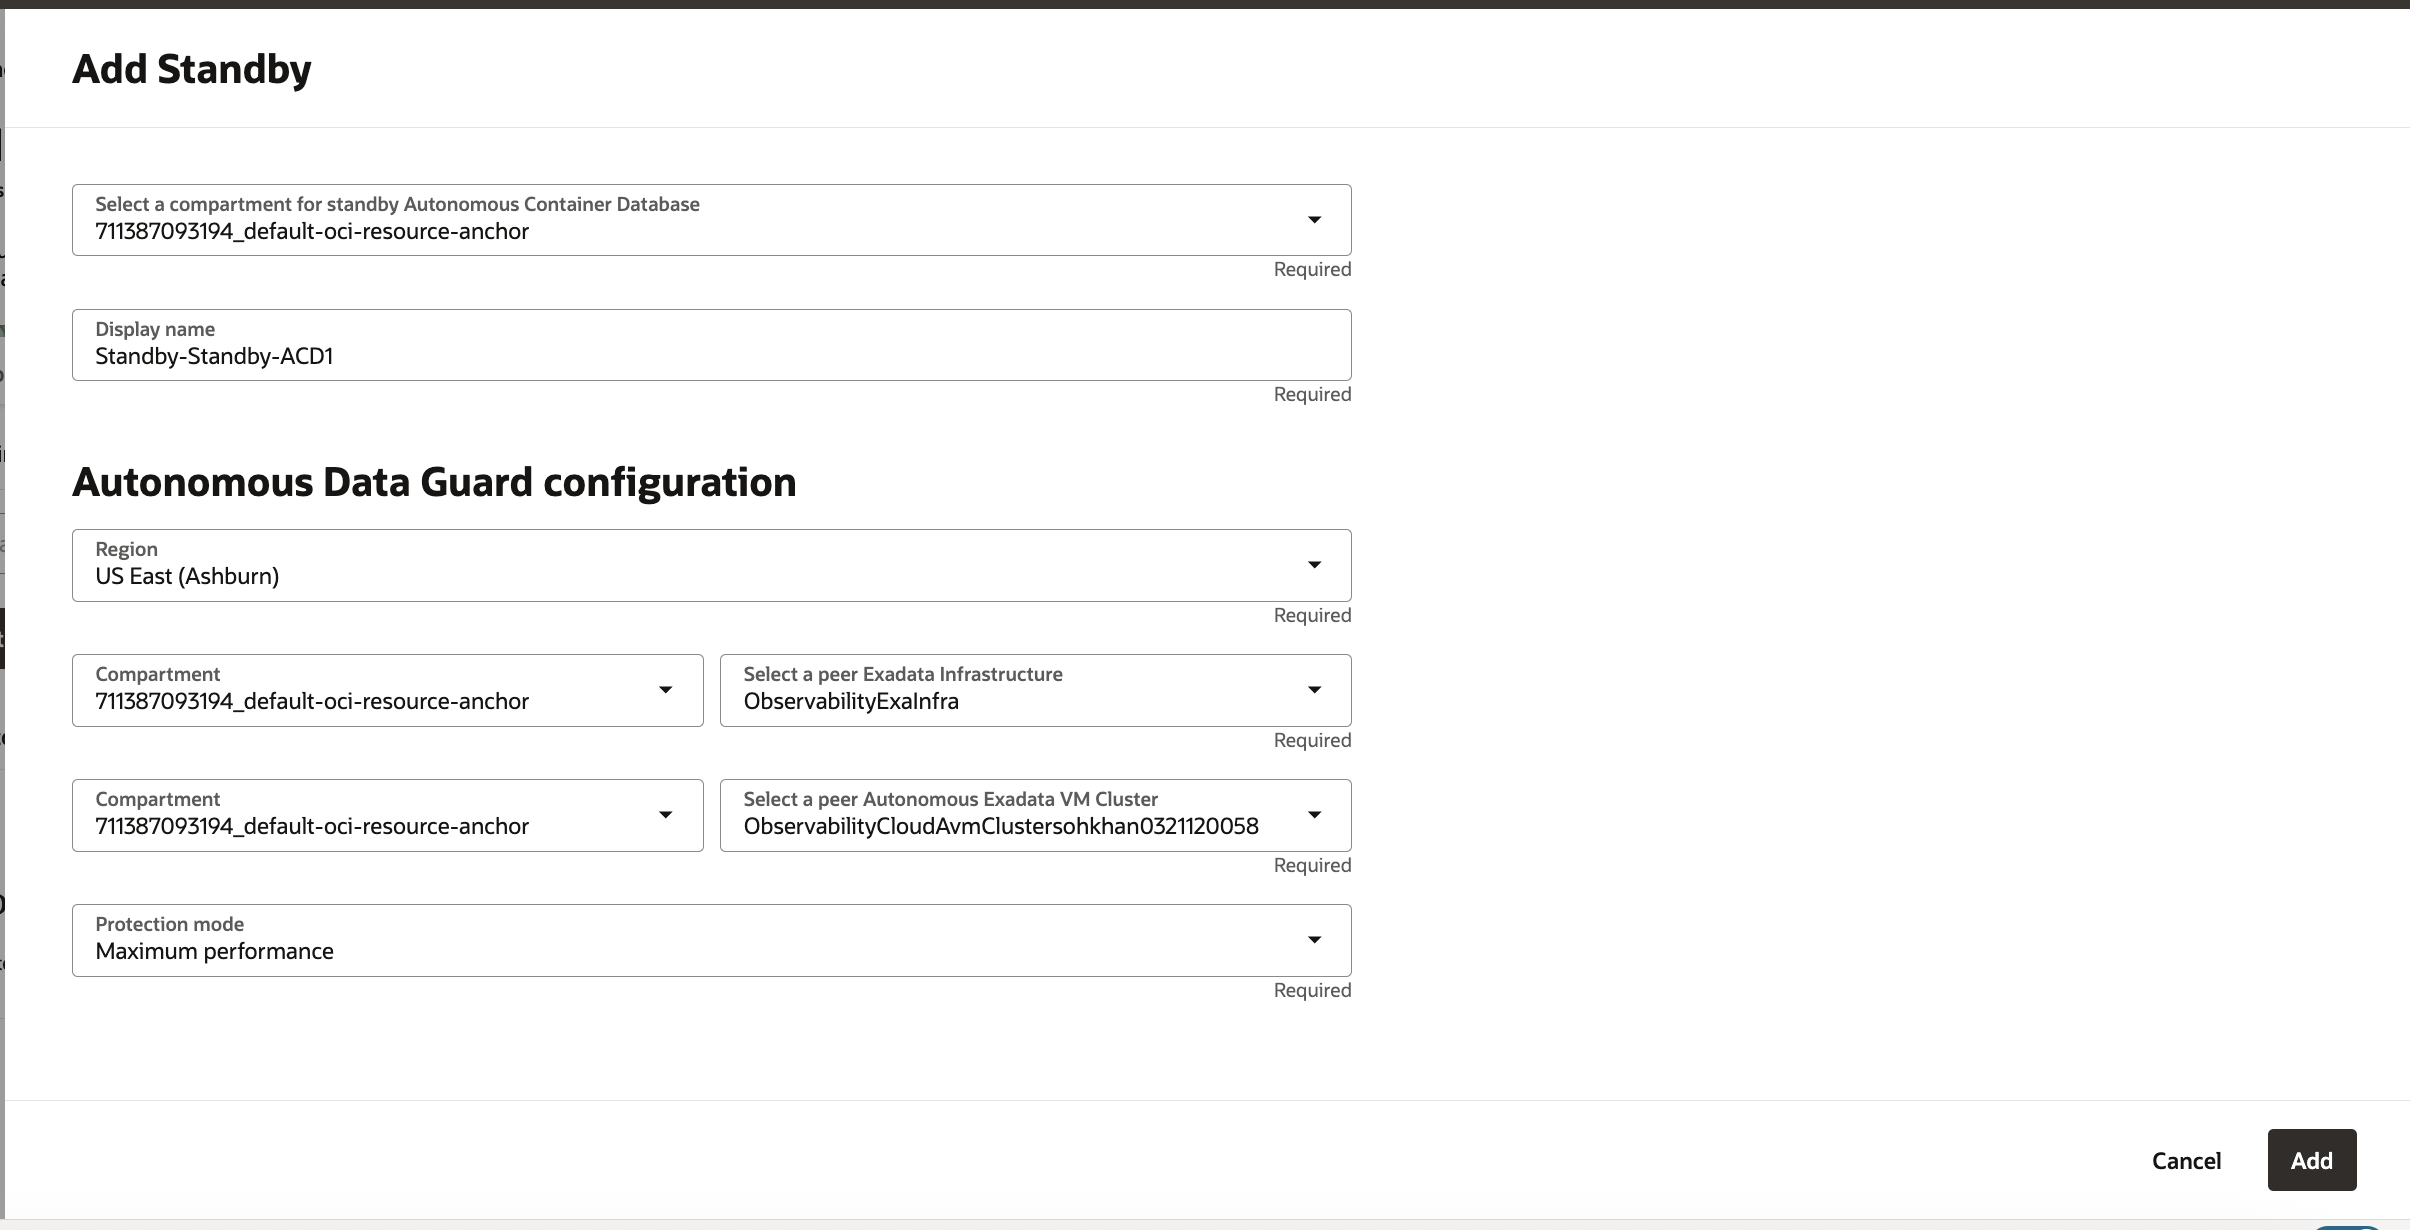 Add Standby
Select a compartment for standby Autonomous Container Database
711387093194_default-oci-resource-anchor
Required
Display name
Standby-Standby-ACD1
Required
Autonomous Data Guard configuration
Region
US East (Ashburn)
Required
Compartment
711387093194_default-oci-resource-anchor
Select a peer Exadata Infrastructure
ObservabilityExaInfra
Required
Compartment
711387093194_default-oci-resource-anchor
Select a peer Autonomous Exadata VM Cluster
ObservabilityCloudAvmClustersohkhan0321120058
Required
Protection mode
Maximum performance
Required
Cancel
Add